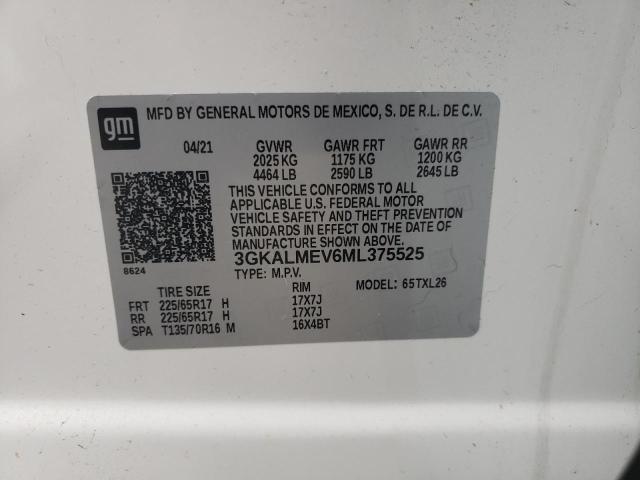 gm
MFD BY GENERAL MOTORS DE MEXICO, S. DE R.L. DE C.V.
04/21 GVWR GAWR FRT GAWR RR
2025 KG 1175 KG 1200 KG
4464 LB 2590 LB 2645 LB
THIS VEHICLE CONFORMS TO ALL
APPLICABLE U.S. FEDERAL MOTOR
VEHICLE SAFETY AND THEFT PREVENTION
STANDARDS IN EFFECT ON THE DATE OF
MANUFACTURE SHOWN ABOVE.
3GKALMEV6ML375525
8624
TYPE: M.P.V. MODEL: 65TXL26
TIRE SIZE RIM
FRT 225/65R17 H 17X7J
RR 225/65R17 H 17X7J
SPA T135/70R16 M 16X4BT